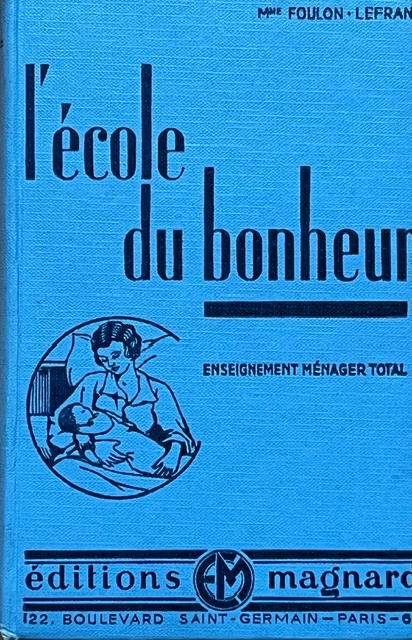 Mme FOULON-LEFRAN
l'école
du bonheur
ENSEIGNEMENT MÉNAGER TOTAL
éditions EM magnard
122, BOULEVARD SAINT-GERMAIN-PARIS-6